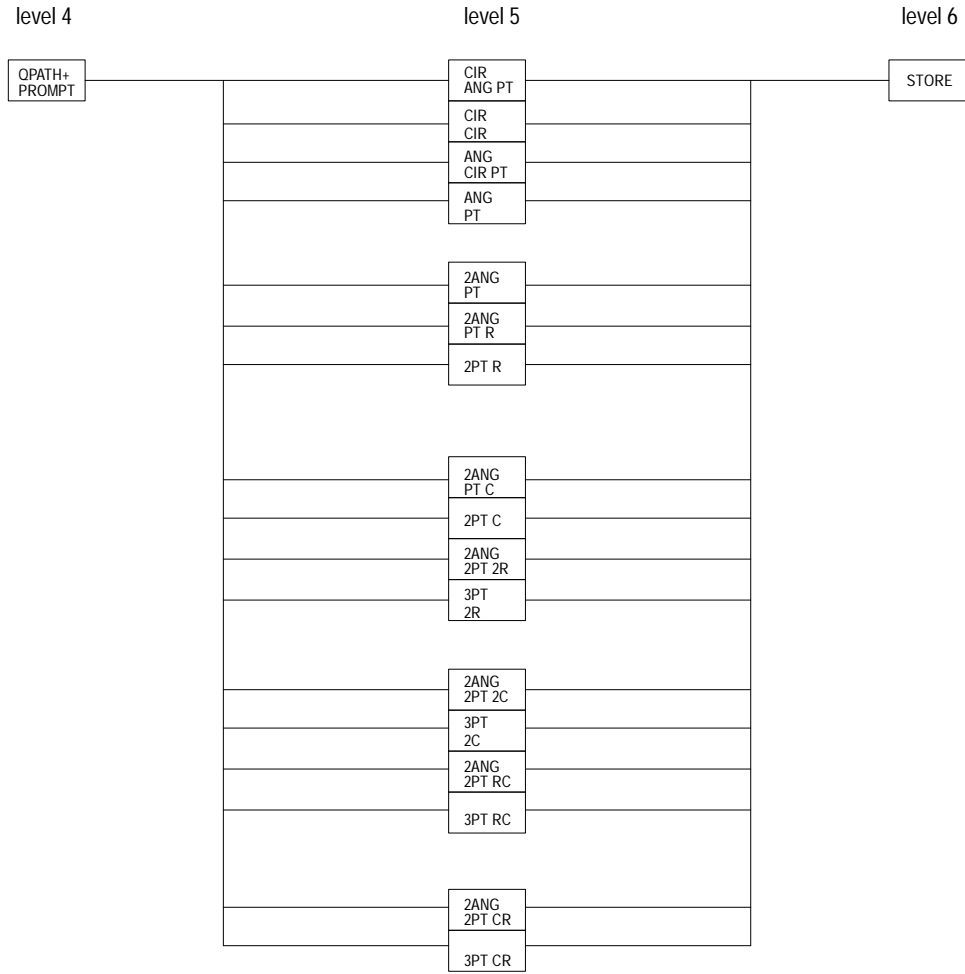 level 4
level 5
level 6
QPATH+
PROMPT
CIR
ANG PT
STORE
CIR
CIR
ANG
CIR PT
ANG
PT
2ANG
PT
2ANG
PT R
2PT R
2ANG
PT C
2PT C
2ANG
2PT 2R
3PT
2R
2ANG
2PT 2C
3PT
2C
2ANG
2PT RC
3PT RC
2ANG
2PT CR
3PT CR